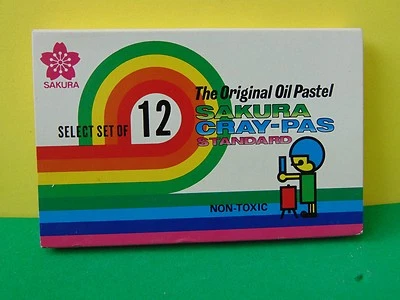 SAKURA
The Original Oil Pastel
SAKURA
CRAY-PAS
STANDARD
SELECT SET OF 12
NON-TOXIC